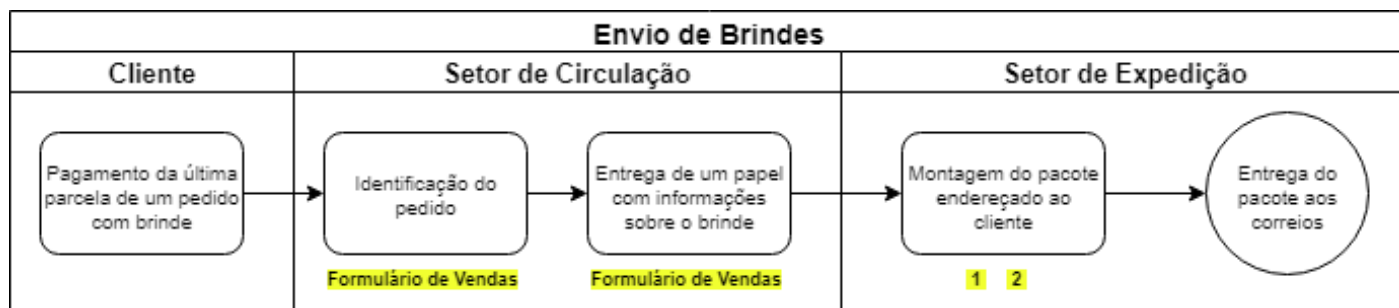 Envio de Brindes
Cliente
Setor de Circulação
Setor de Expedição
Pagamento da última
parcela de um pedido
com brinde
Identificação do
pedido
Entrega de um papel
com informações
sobre o brinde
Montagem do pacote
endereçado ao
cliente
Entrega do
pacote aos
correios
Formulário de Vendas
Formulário de Vendas
1 2